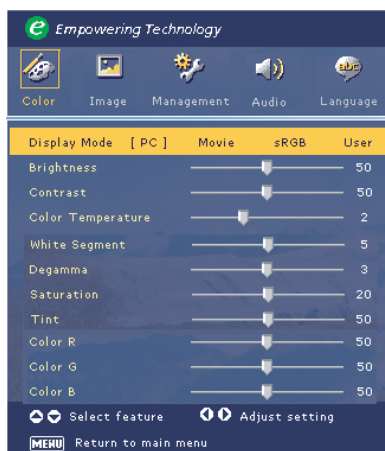 e Empowering Technology
Color Image Management Audio abc Language
Display Mode [ PC ] Movie sRGB User
Brightness 50
Contrast 50
Color Temperature 2
White Segment 5
Degamma 3
Saturation 20
Tint 50
Color R 50
Color G 50
Color B 50
Select feature Adjust setting
MENU Return to main menu